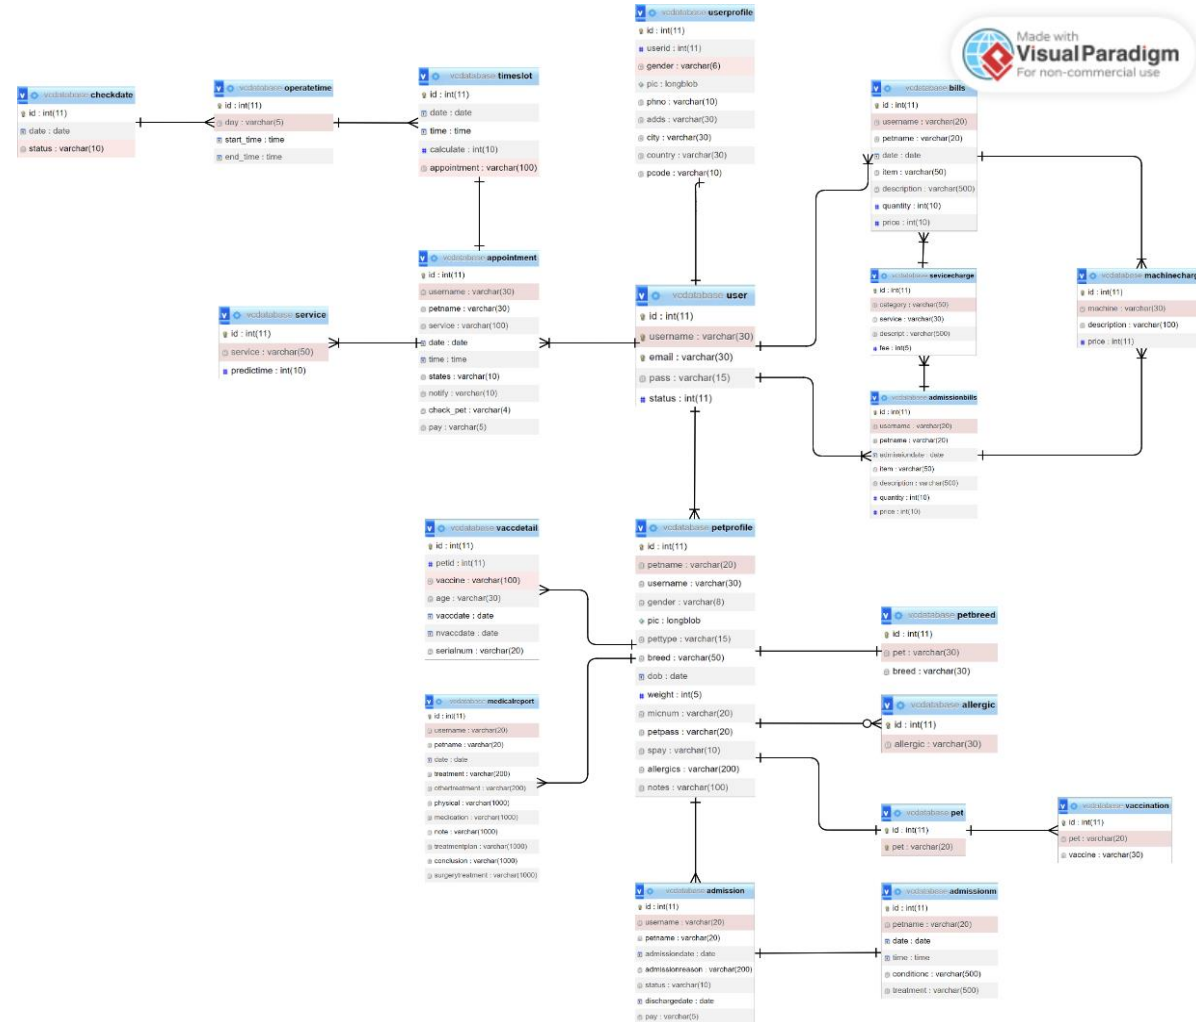 Made with
Visual Paradigm
For non-commercial use
vcdatabase userprofile
id : int(11)
userid : int(11)
gender : varchar(6)
pic : longblob
phno : varchar(10)
adds : varchar(30)
city : varchar(30)
country : varchar(30)
pcode : varchar(10)
vcdatabase checkdate
id : int(11)
date : date
status : varchar(10)
vcdatabase operatetime
id : int(11)
day : varchar(5)
start_time : time
end_time : time
vcdatabase timeslot
id : int(11)
date : date
time : time
calculate : int(10)
appointment : varchar(100)
vcdatabase bills
id : int(11)
username : varchar(20)
petname : varchar(20)
date : date
item : varchar(50)
description : varchar(500)
quantity : int(10)
price : int(10)
vcdatabase appointment
id : int(11)
username : varchar(30)
petname : varchar(30)
service : varchar(100)
date : date
time : time
states : varchar(10)
notify : varchar(10)
check_pet : varchar(4)
pay : varchar(5)
vcdatabase service
id : int(11)
service : varchar(50)
predictime : int(10)
vcdatabase user
id : int(11)
username : varchar(30)
email : varchar(30)
pass : varchar(15)
status : int(11)
vcdatabase sevicecharge
id : int(11)
category : varchar(50)
service : varchar(30)
descript : varchar(500)
fee : int(5)
vcdatabase machinecharg
id : int(11)
machine : varchar(30)
description : varchar(100)
price : int(11)
vcdatabase admissionbills
id : int(11)
username : varchar(20)
petname : varchar(20)
admissiondate : date
item : varchar(50)
description : varchar(500)
quantity : int(10)
price : int(10)
vcdatabase vaccdetail
id : int(11)
petid : int(11)
vaccine : varchar(100)
age : varchar(30)
vaccdate : date
nvaccdate : date
serialnum : varchar(20)
vcdatabase petprofile
id : int(11)
petname : varchar(20)
username : varchar(30)
gender : varchar(8)
pic : longblob
pettype : varchar(15)
breed : varchar(50)
dob : date
weight : int(5)
micnum : varchar(20)
petpass : varchar(20)
spay : varchar(10)
allergics : varchar(200)
notes : varchar(100)
vcdatabase petbreed
id : int(11)
pet : varchar(30)
breed : varchar(30)
vcdatabase medicalreport
id : int(11)
username : varchar(20)
petname : varchar(20)
date : date
treatment : varchar(200)
othertreatment : varchar(200)
physical : varchar(1000)
medication : varchar(1000)
note : varchar(1000)
treatmentplan : varchar(1000)
conclusion : varchar(1000)
surgerytreatment : varchar(1000)
vcdatabase allergic
id : int(11)
allergic : varchar(30)
vcdatabase pet
id : int(11)
pet : varchar(20)
vcdatabase vaccination
id : int(11)
pet : varchar(20)
vaccine : varchar(30)
vcdatabase admission
id : int(11)
username : varchar(20)
petname : varchar(20)
admissiondate : date
admissionreason : varchar(200)
status : varchar(10)
dischargedate : date
pay : varchar(5)
vcdatabase admissionm
id : int(11)
petname : varchar(20)
date : date
time : time
conditione : varchar(500)
treatment : varchar(500)